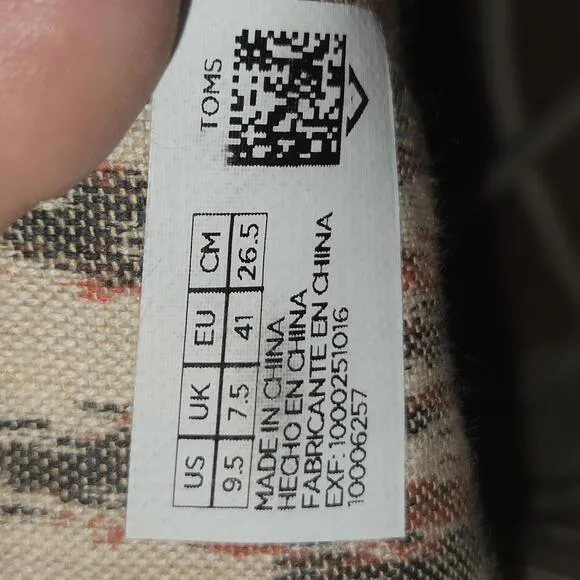 TOMS
US UK EU CM
9.5 7.5 41 26.5
MADE IN CHINA
HECHO EN CHINA
FABRICANTE EN CHINA
EXF: 1000251016
10006257